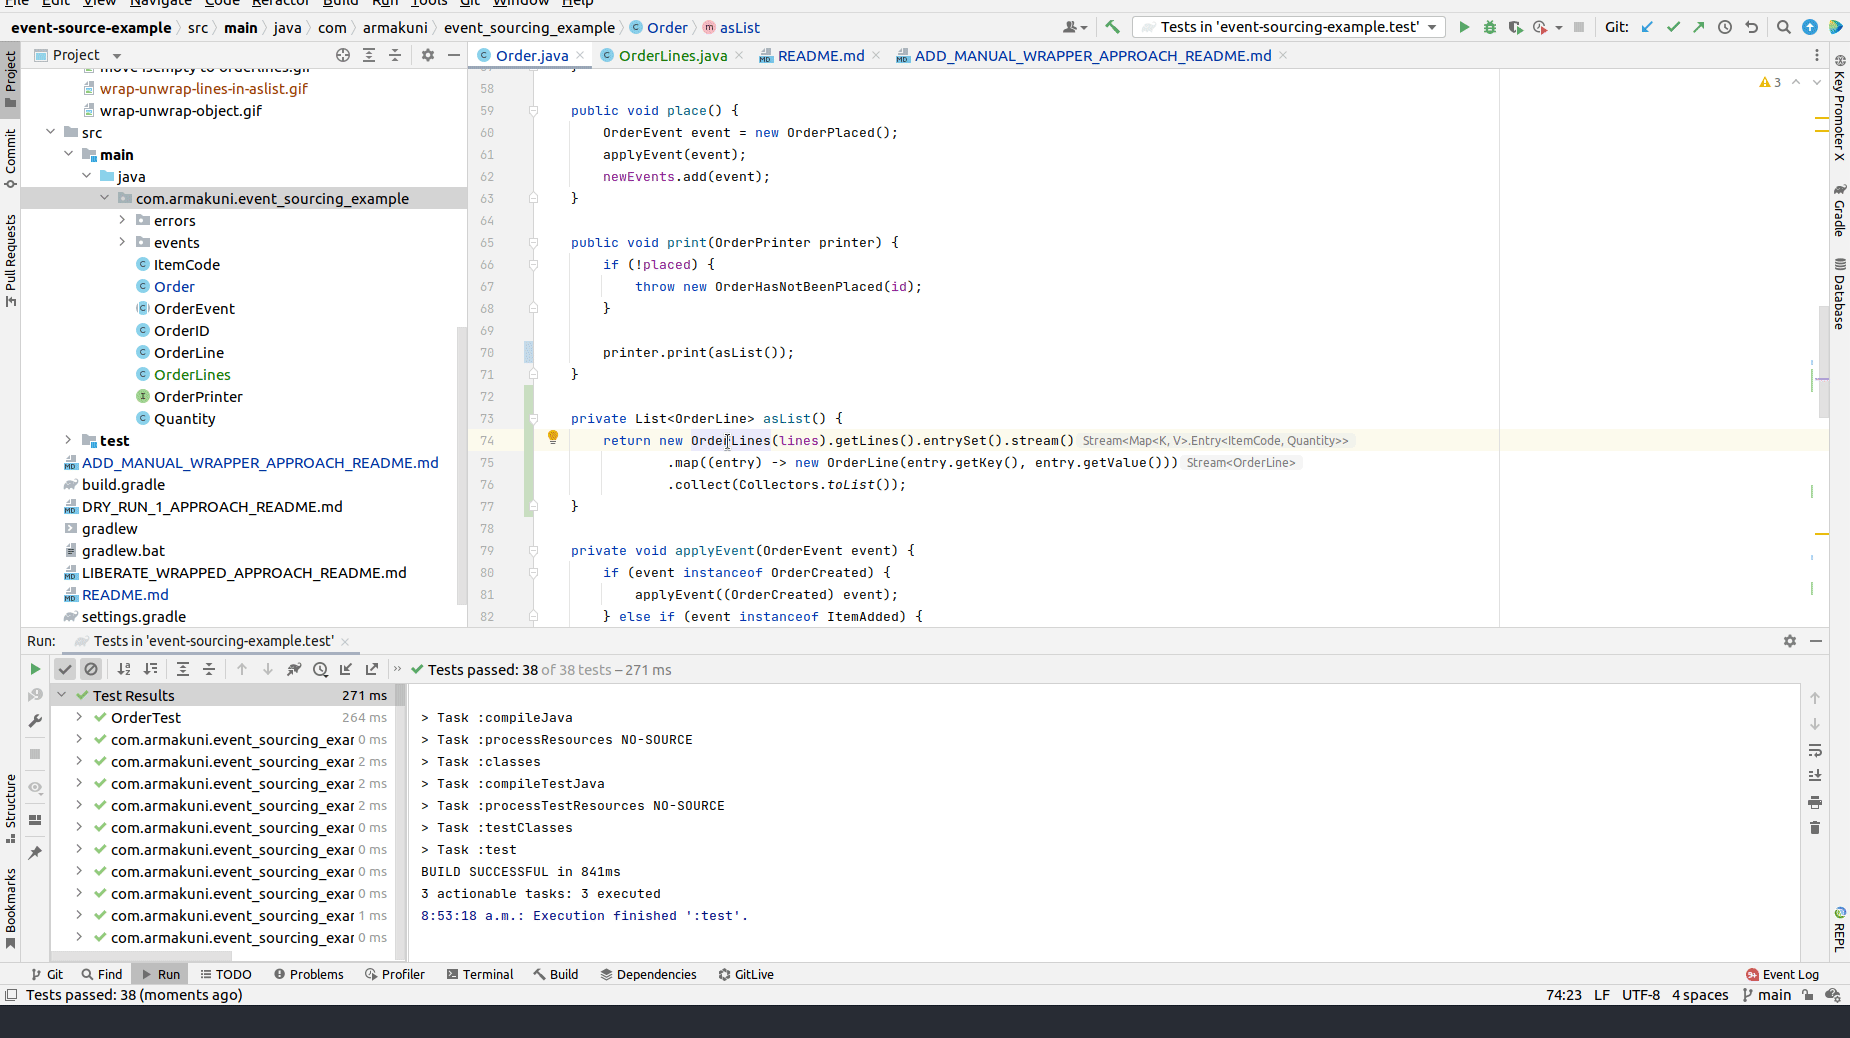 File Edit View Navigate Code Refactor Build Run Tools Git Window Help
event-source-example src main java com armakuni event_sourcing_example Order asList
Tests in 'event-sourcing-example.test'
Git:
Project
Order.java
OrderLines.java
README.md
ADD_MANUAL_WRAPPER_APPROACH_README.md
move isempty to orderlines.gif
wrap-unwrap-lines-in-aslist.gif
wrap-unwrap-object.gif
src
main
java
com.armakuni.event_sourcing_example
errors
events
ItemCode
Order
OrderEvent
OrderID
OrderLine
OrderLines
OrderPrinter
Quantity
test
ADD_MANUAL_WRAPPER_APPROACH_README.md
build.gradle
DRY_RUN_1_APPROACH_README.md
gradlew
gradlew.bat
LIBERATE_WRAPPED_APPROACH_README.md
README.md
settings.gradle
Project
Commit
Pull Requests
Structure
Bookmarks
3
57 }
58
59 public void place() {
60 OrderEvent event = new OrderPlaced();
61 applyEvent(event);
62 newEvents.add(event);
63 }
64
65 public void print(OrderPrinter printer) {
66 if (!placed) {
67 throw new OrderHasNotBeenPlaced(id);
68 }
69
70 printer.print(asList());
71 }
72
73 private List<OrderLine> asList() {
74 return new OrderLines(lines).getLines().entrySet().stream() Stream<Map<K, V>.Entry<ItemCode, Quantity>>
75 .map((entry) -> new OrderLine(entry.getKey(), entry.getValue())) Stream<OrderLine>
76 .collect(Collectors.toList());
77 }
78
79 private void applyEvent(OrderEvent event) {
80 if (event instanceof OrderCreated) {
81 applyEvent((OrderCreated) event);
82 } else if (event instanceof ItemAdded) {
Key Promoter X
Gradle
Database
REPL
Run: Tests in 'event-sourcing-example.test'
Tests passed: 38 of 38 tests – 271 ms
Test Results 271 ms
OrderTest 264 ms
com.armakuni.event_sourcing_exar 0 ms
com.armakuni.event_sourcing_exar 2 ms
com.armakuni.event_sourcing_exar 2 ms
com.armakuni.event_sourcing_exar 2 ms
com.armakuni.event_sourcing_exar 0 ms
com.armakuni.event_sourcing_exar 0 ms
com.armakuni.event_sourcing_exar 0 ms
com.armakuni.event_sourcing_exar 0 ms
com.armakuni.event_sourcing_exar 1 ms
com.armakuni.event_sourcing_exar 0 ms
> Task :compileJava
> Task :processResources NO-SOURCE
> Task :classes
> Task :compileTestJava
> Task :processTestResources NO-SOURCE
> Task :testClasses
> Task :test
BUILD SUCCESSFUL in 841ms
3 actionable tasks: 3 executed
8:53:18 a.m.: Execution finished ':test'.
Git Find Run TODO Problems Profiler Terminal Build Dependencies GitLive
9+ Event Log
Tests passed: 38 (moments ago)
74:23 LF UTF-8 4 spaces main